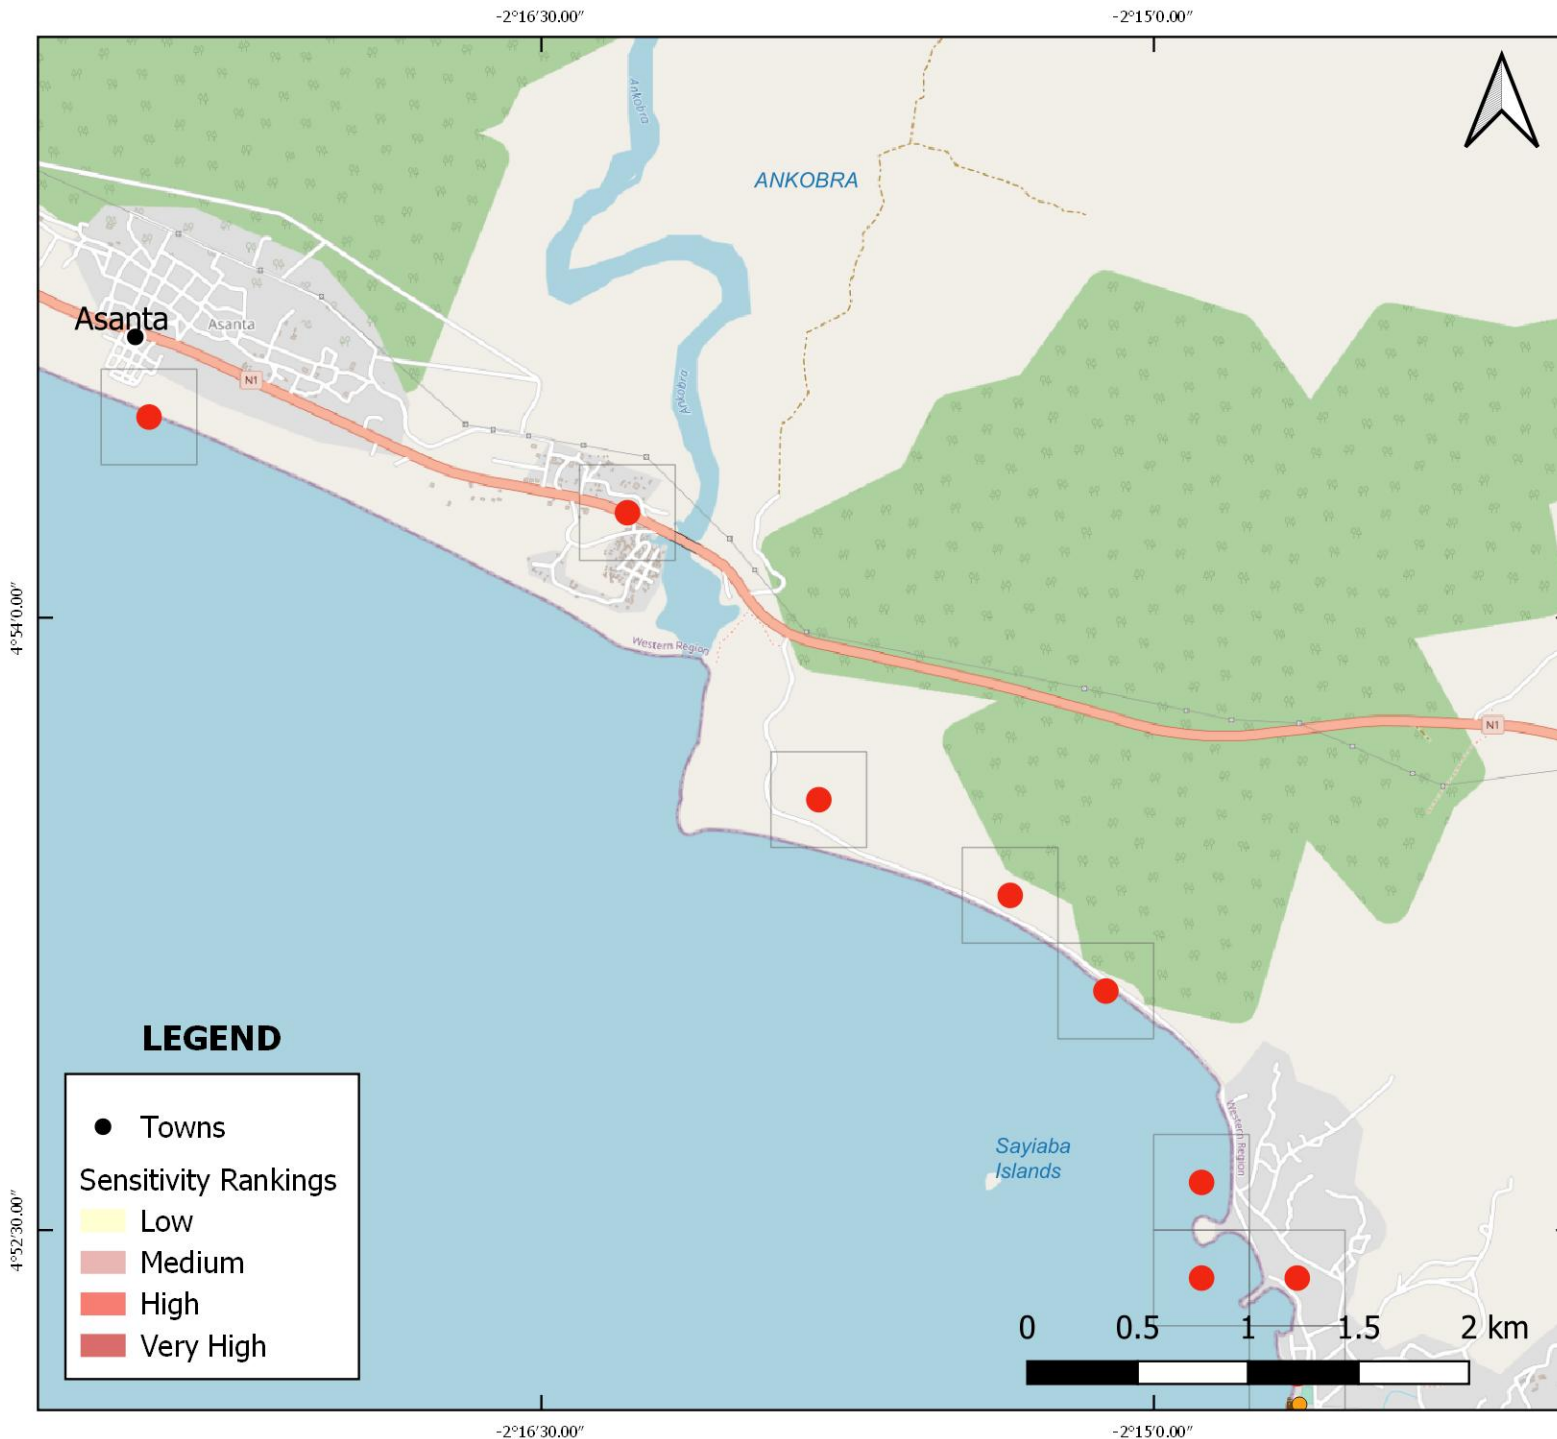 -2°16′30.00″
-2°15′0.00″
Ankobra
ANKOBRA
Asanta
Asanta
N1
Ankobra
4°54′0.00″
Western Region
N1
LEGEND
Towns
Sensitivity Rankings
Low
Medium
High
Very High
Western Region
Sayiaba
Islands
4°52′30.00″
0 0.5 1 1.5 2 km
-2°16′30.00″
-2°15′0.00″